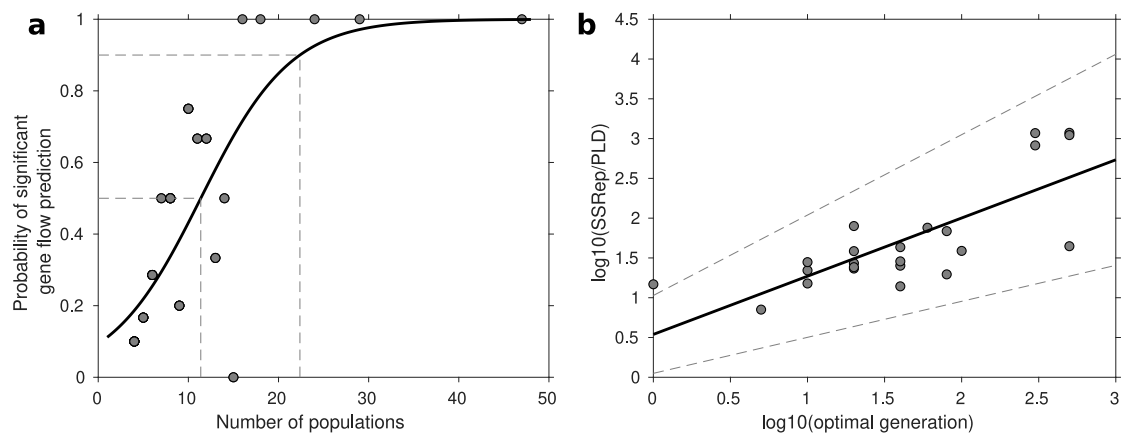 a
Probability of significant
gene flow prediction
1
0.8
0.6
0.4
0.2
0
0 10 20 30 40 50
Number of populations
b
log10(SSRep/PLD)
4.5
4
3.5
3
2.5
2
1.5
1
0.5
0
0 0.5 1 1.5 2 2.5 3
log10(optimal generation)